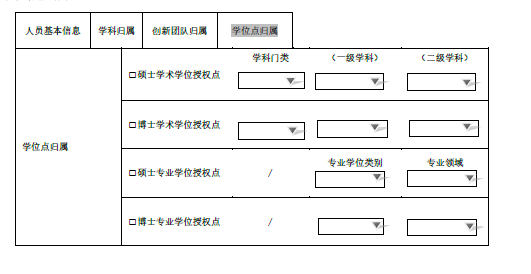 人员基本信息 学科归属 创新团队归属 学位点归属
学科门类 （一级学科） （二级学科）
□硕士学术学位授权点
□博士学术学位授权点
学位点归属
专业学位类别 专业领域
□硕士专业学位授权点 /
□博士专业学位授权点 /